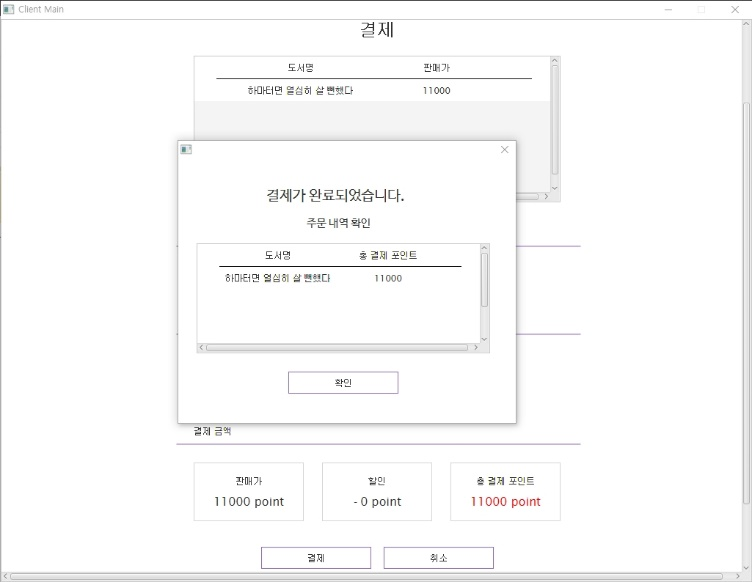 Client Main
결제
도서명 판매가
하마터면 열심히 살 뻔했다 11000
결제가 완료되었습니다.
주문 내역 확인
도서명 총 결제 포인트
하마터면 열심히 살 뻔했다 11000
확인
결제 금액
판매가 할인 총 결제 포인트
11000 point - 0 point 11000 point
결제 취소